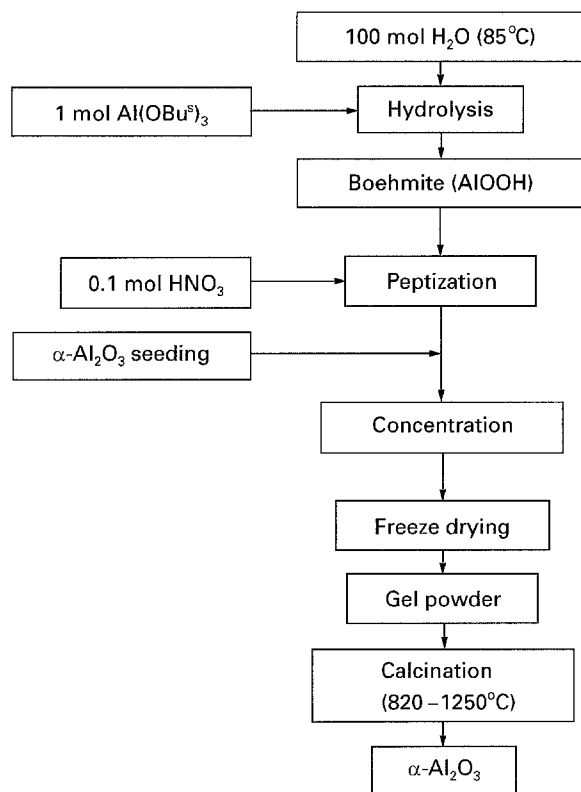 100 mol H₂O (85°C)
1 mol Al(OBuˢ)₃
Hydrolysis
Boehmite (AlOOH)
0.1 mol HNO₃
Peptization
α-Al₂O₃ seeding
Concentration
Freeze drying
Gel powder
Calcination
(820 – 1250°C)
α-Al₂O₃